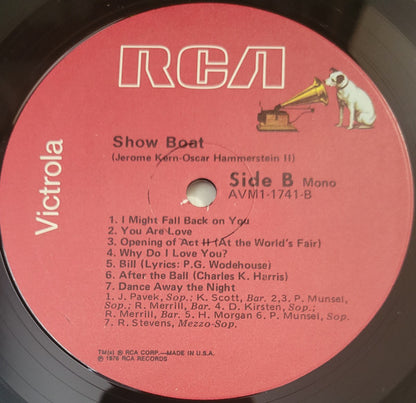 RCA
Victrola
Show Boat
(Jerome Kern-Oscar Hammerstein II)
Side B Mono
AVM1-1741-B
1. I Might Fall Back on You
2. You Are Love
3. Opening of Act II (At the World's Fair)
4. Why Do I Love You?
5. Bill (Lyrics: P.G. Wodehouse)
6. After the Ball (Charles K. Harris)
7. Dance Away the Night
1. J. Pavek, Sop.; K. Scott, Bar. 2,3, P. Munsel,
Sop.; R. Merrill, Bar. 4. D. Kirsten, Sop.;
R. Merrill, Bar. 5. H. Morgan 6. P. Munsel, Sop.
7. R. Stevens, Mezzo-Sop.
TM(s) ® RCA CORP.—MADE IN U.S.A.
℗ 1976 RCA RECORDS